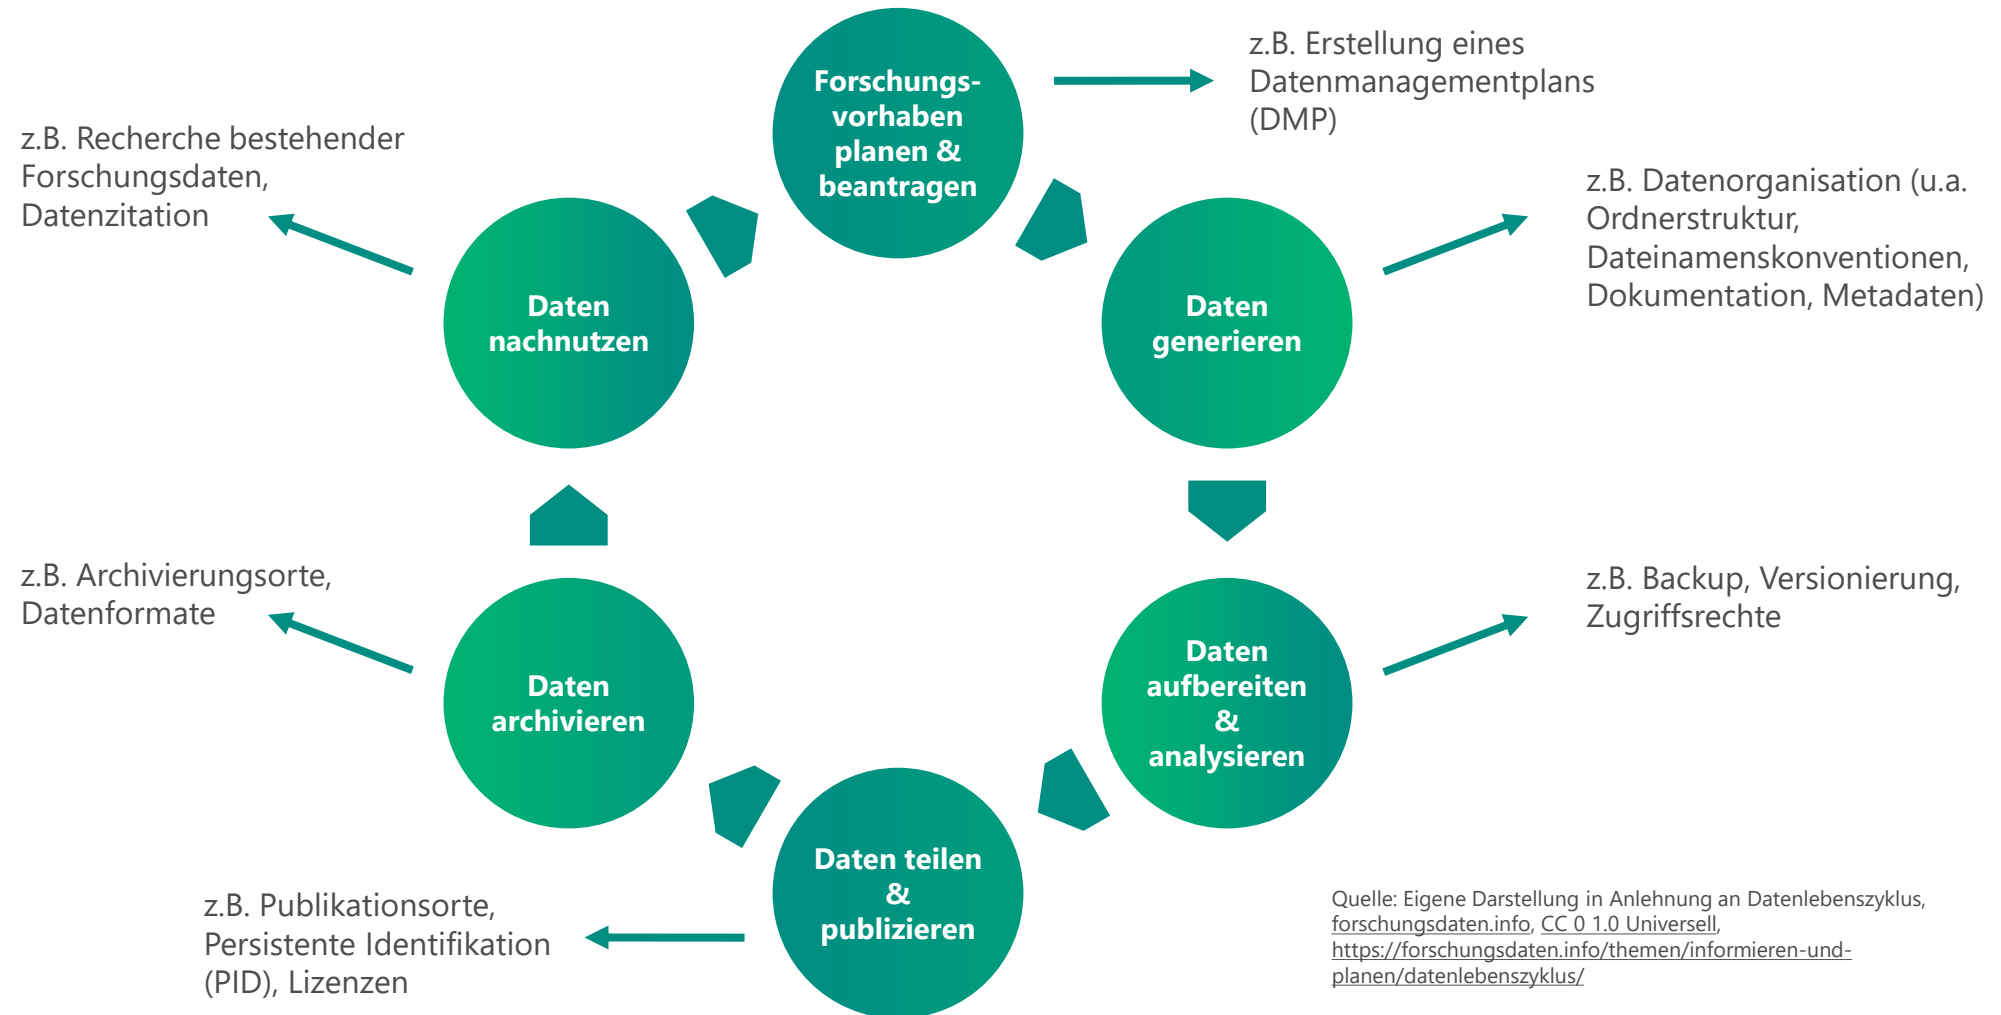 Forschungs-
vorhaben
planen &
beantragen
z.B. Erstellung eines
Datenmanagementplans
(DMP)
Daten
generieren
z.B. Datenorganisation (u.a.
Ordnerstruktur,
Dateinamenskonventionen,
Dokumentation, Metadaten)
Daten
aufbereiten
&
analysieren
z.B. Backup, Versionierung,
Zugriffsrechte
Daten teilen
&
publizieren
z.B. Publikationsorte,
Persistente Identifikation
(PID), Lizenzen
Daten
archivieren
z.B. Archivierungsorte,
Datenformate
Daten
nachnutzen
z.B. Recherche bestehender
Forschungsdaten,
Datenzitation
Quelle: Eigene Darstellung in Anlehnung an Datenlebenszyklus,
forschungsdaten.info, CC 0 1.0 Universell,
https://forschungsdaten.info/themen/informieren-und-
planen/datenlebenszyklus/